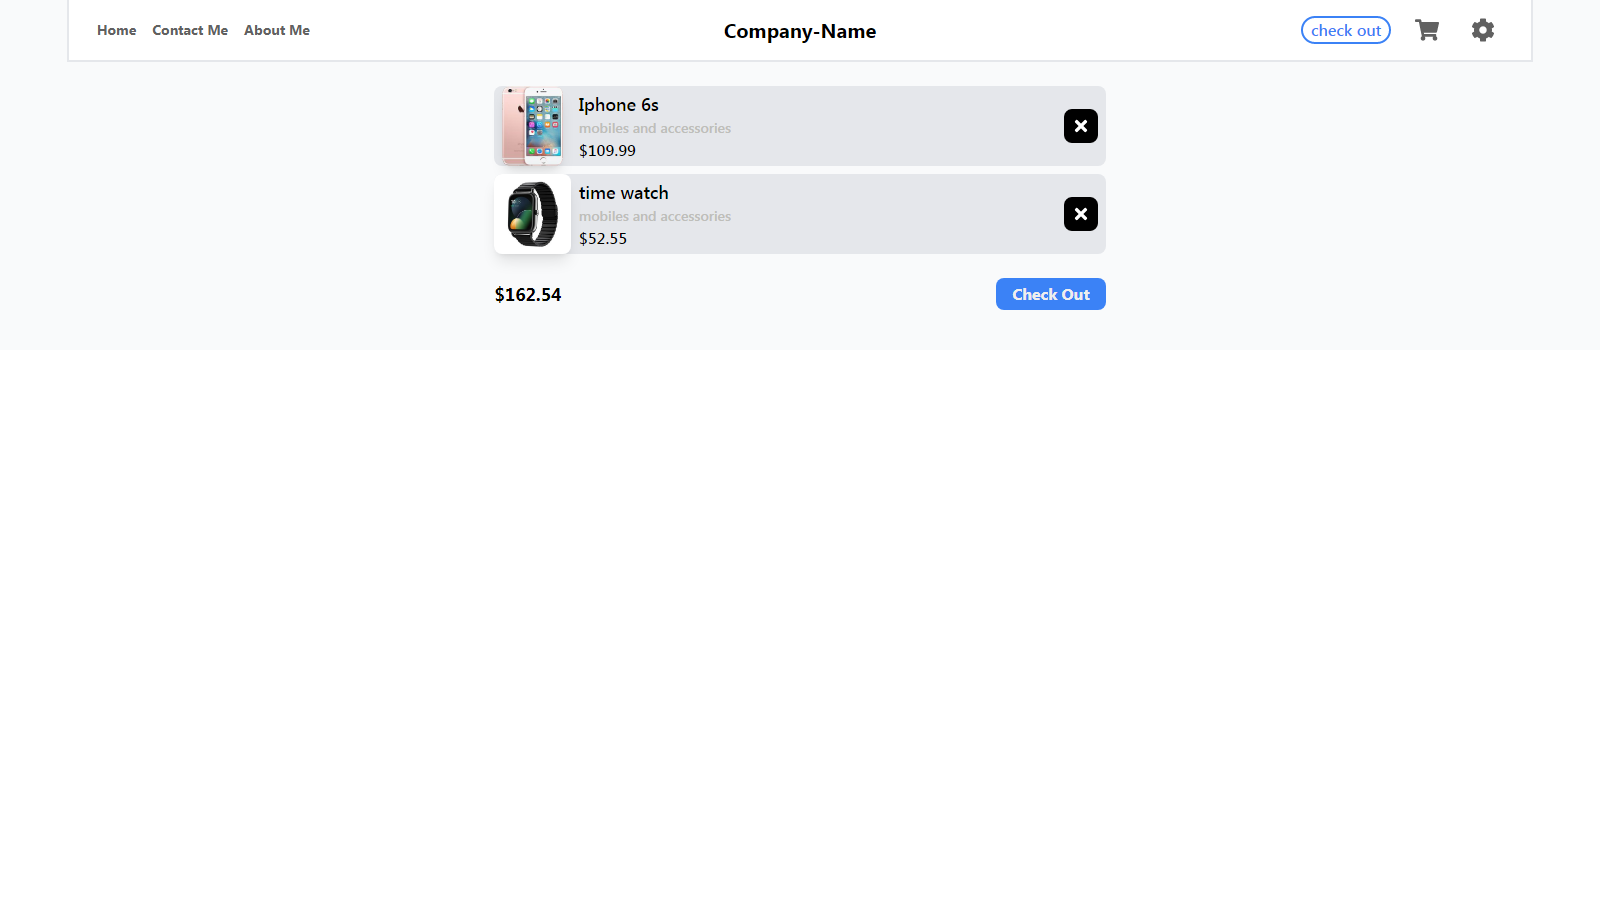 Home Contact Me About Me Company-Name check out
Iphone 6s
mobiles and accessories
$109.99
time watch
mobiles and accessories
$52.55
$162.54 Check Out